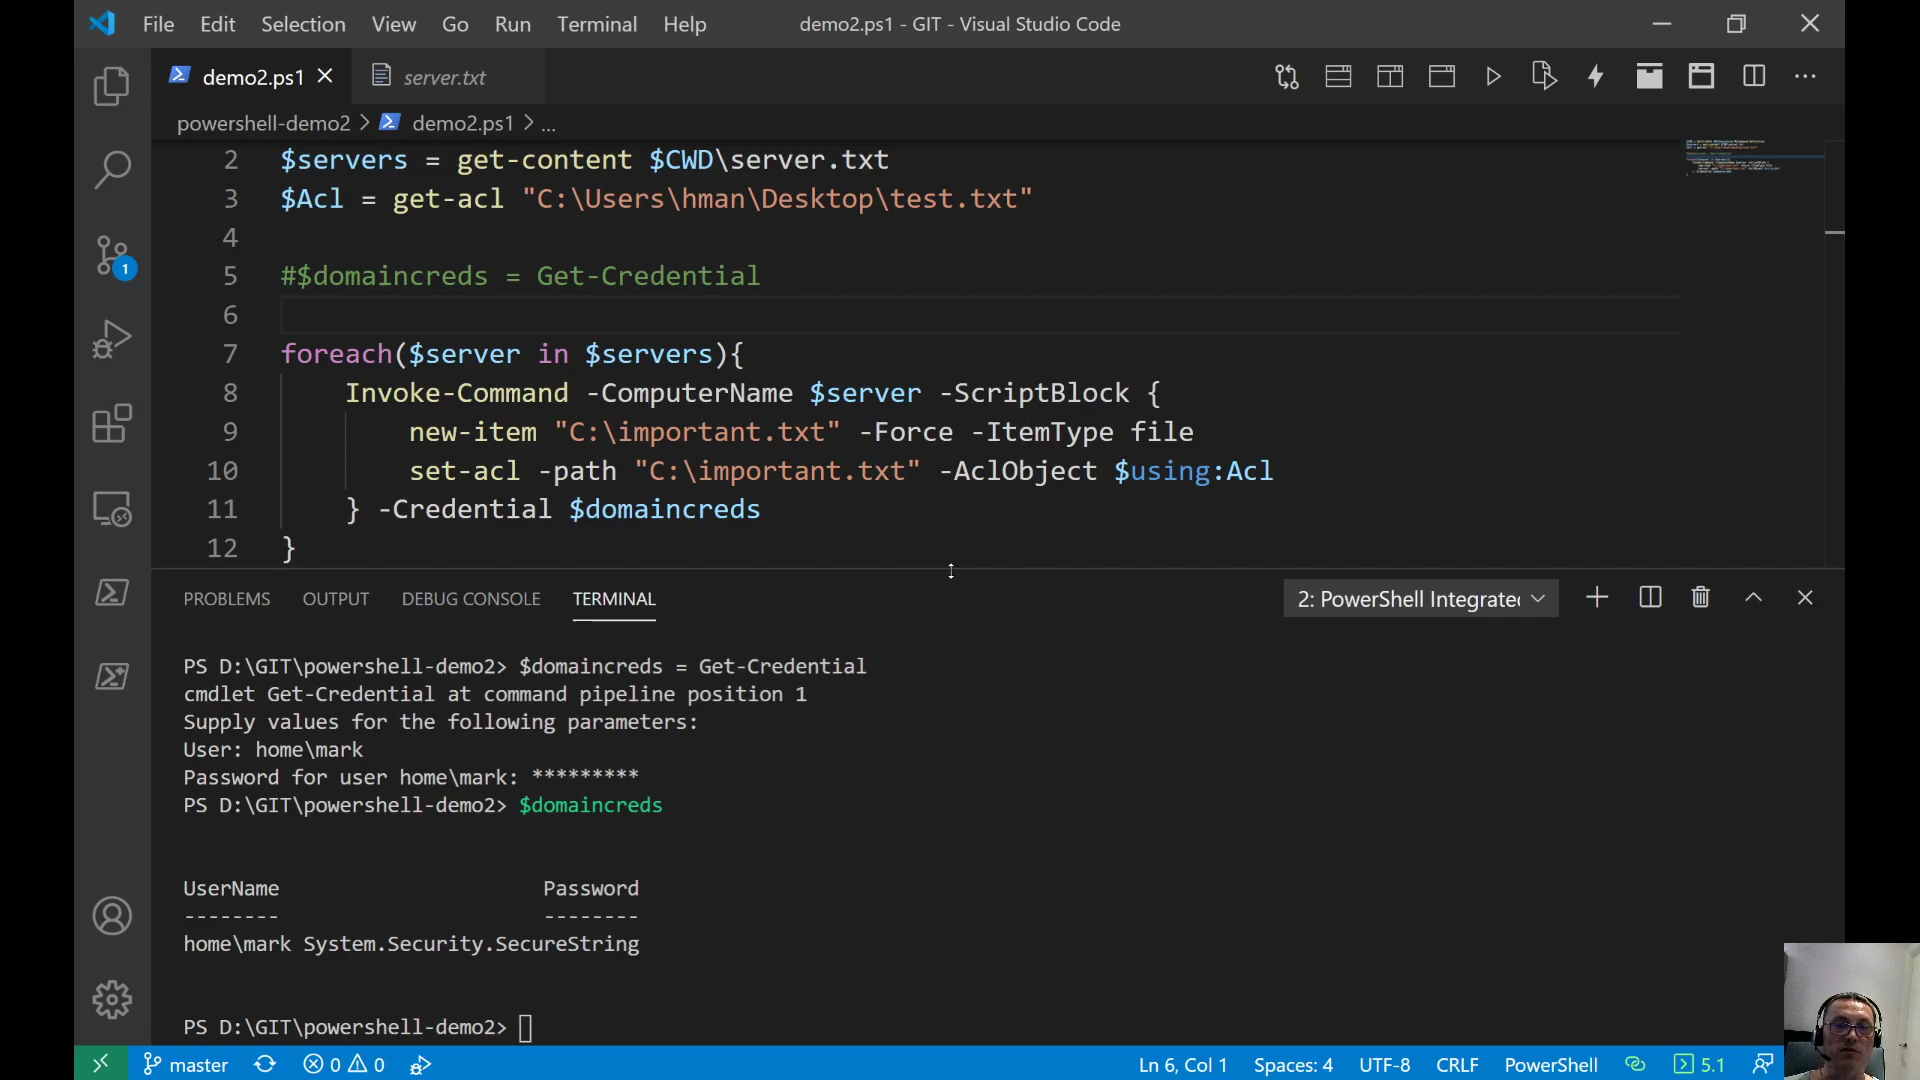 File Edit Selection View Go Run Terminal Help demo2.ps1 - GIT - Visual Studio Code
demo2.ps1 server.txt
powershell-demo2 > demo2.ps1 > ...
2 $servers = get-content $CWD\server.txt
3 $Acl = get-acl "C:\Users\hman\Desktop\test.txt"
4
5 #$domaincreds = Get-Credential
6
7 foreach($server in $servers){
8 Invoke-Command -ComputerName $server -ScriptBlock {
9 new-item "C:\important.txt" -Force -ItemType file
10 set-acl -path "C:\important.txt" -AclObject $using:Acl
11 } -Credential $domaincreds
12 }
1
PROBLEMS OUTPUT DEBUG CONSOLE TERMINAL 2: PowerShell Integrated
PS D:\GIT\powershell-demo2> $domaincreds = Get-Credential
cmdlet Get-Credential at command pipeline position 1
Supply values for the following parameters:
User: home\mark
Password for user home\mark: *********
PS D:\GIT\powershell-demo2> $domaincreds
UserName Password
-------- --------
home\mark System.Security.SecureString
PS D:\GIT\powershell-demo2>
master 0 0 Ln 6, Col 1 Spaces: 4 UTF-8 CRLF PowerShell 5.1